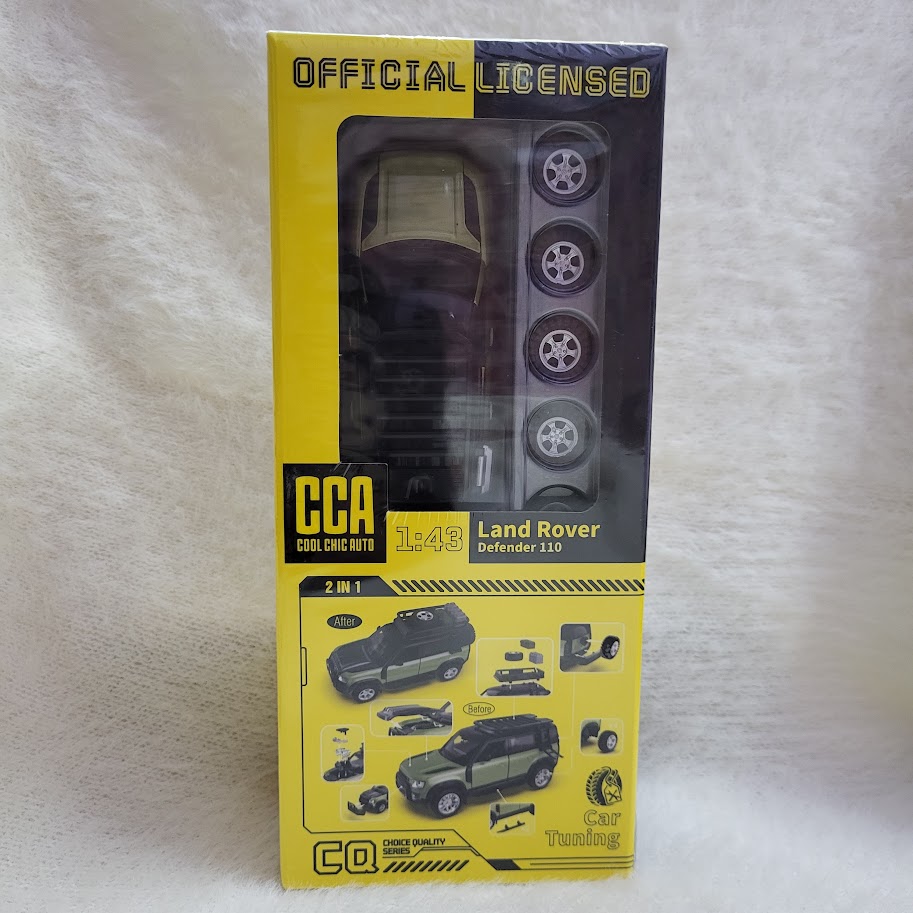 OFFICIAL LICENSED
CCA
COOL CHIC AUTO
1:43
Land Rover
Defender 110
2 IN 1
After
Before
Car
Tuning
CQ
CHOICE QUALITY
SERIES